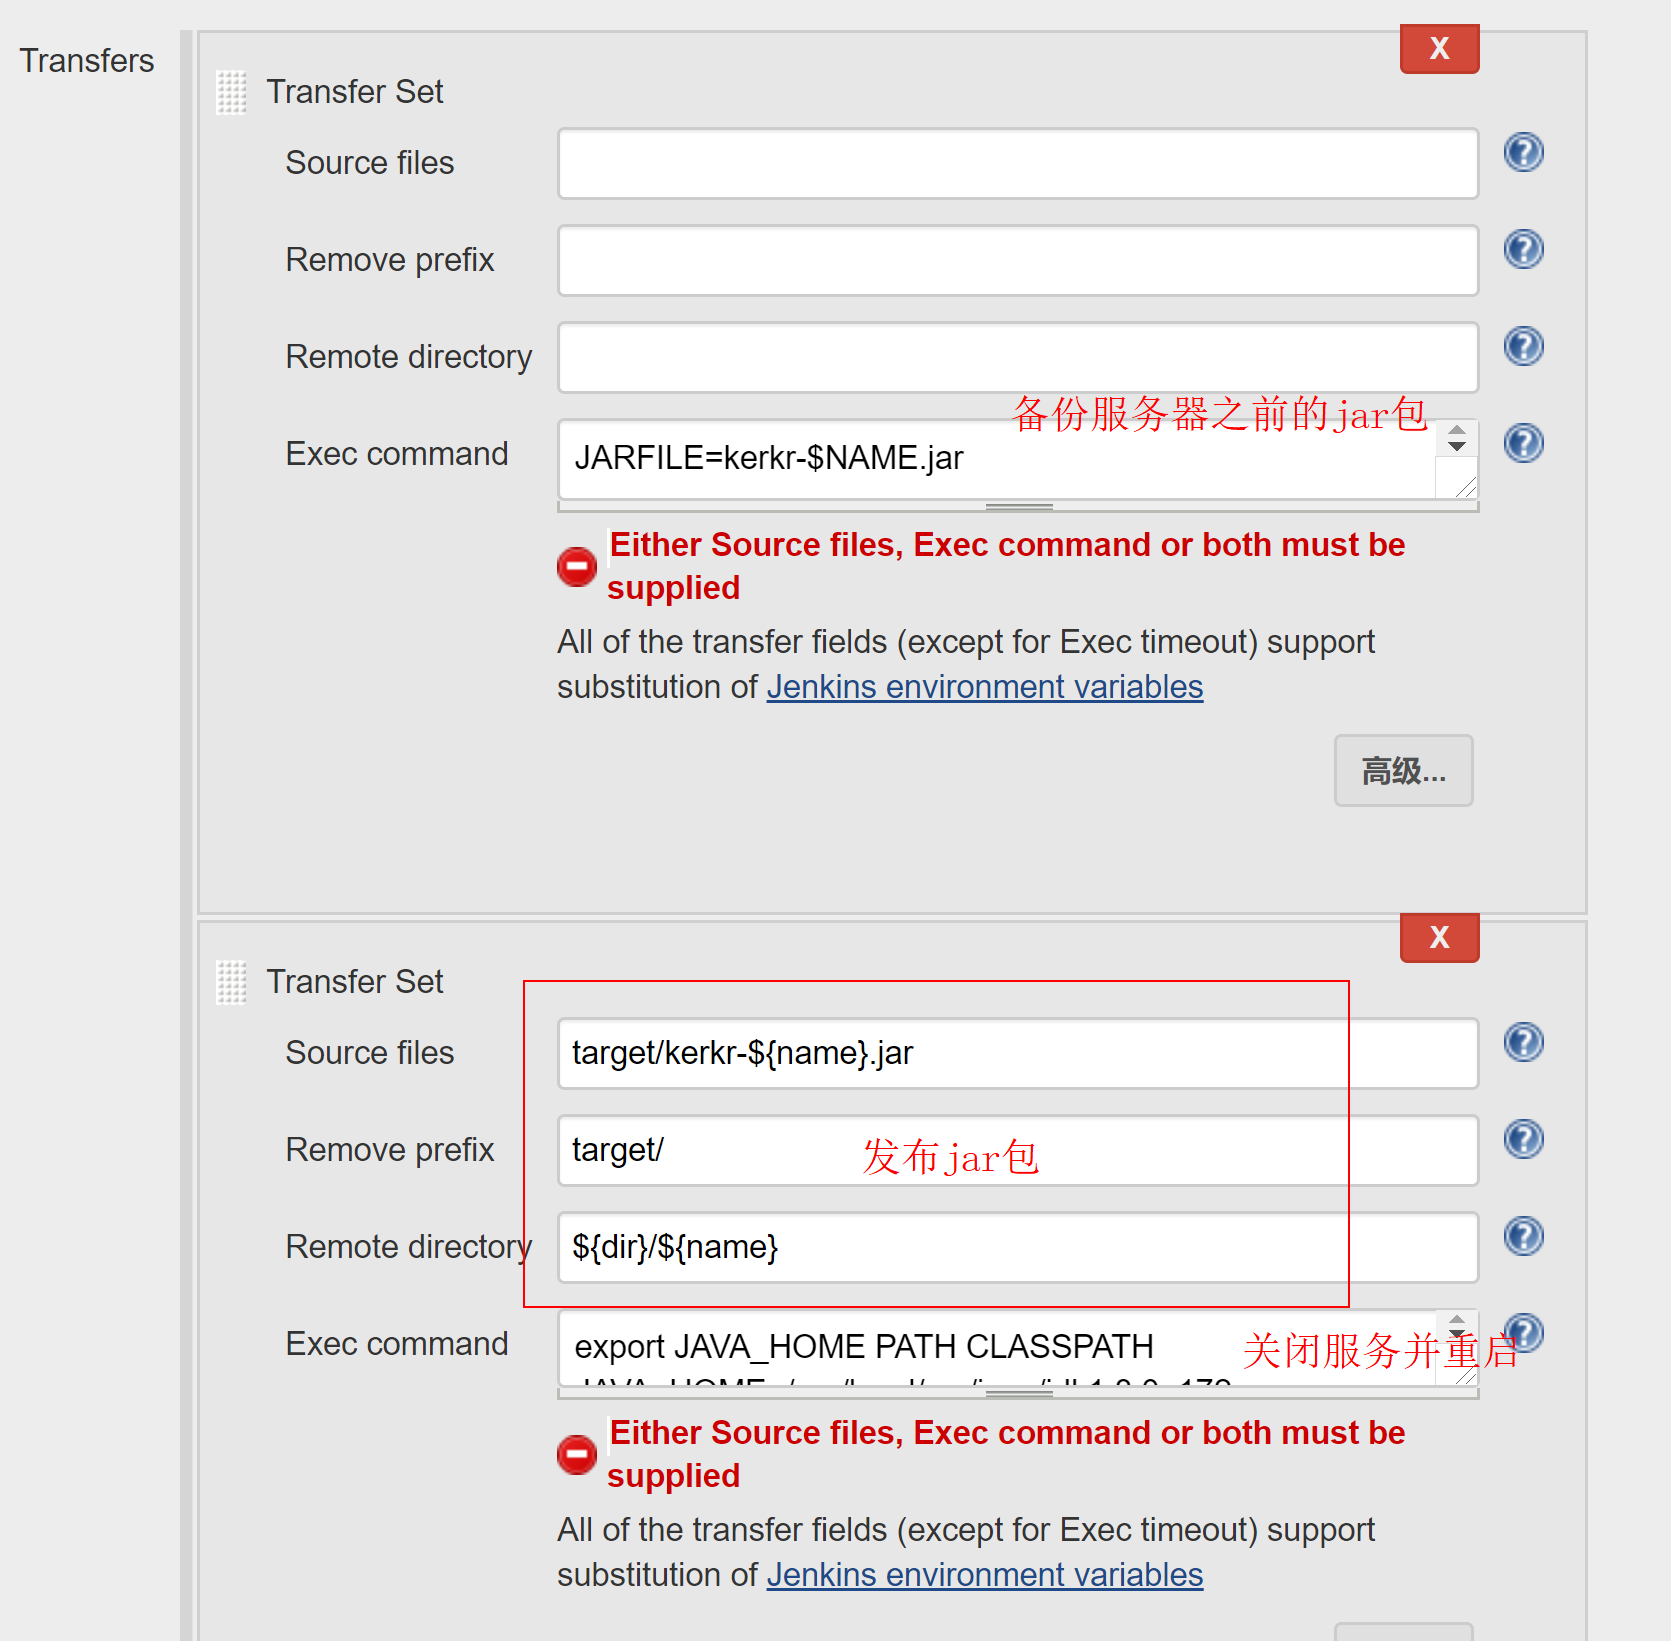 Transfers
X
Transfer Set
Source files
Remove prefix
Remote directory
备份服务器之前的jar包
Exec command
JARFILE=kerkr-$NAME.jar
Either Source files, Exec command or both must be
supplied
All of the transfer fields (except for Exec timeout) support
substitution of Jenkins environment variables
高级...
X
Transfer Set
Source files
target/kerkr-${name}.jar
Remove prefix
target/
发布jar包
Remote directory
${dir}/${name}
Exec command
export JAVA_HOME PATH CLASSPATH
关闭服务并重启
Either Source files, Exec command or both must be
supplied
All of the transfer fields (except for Exec timeout) support
substitution of Jenkins environment variables